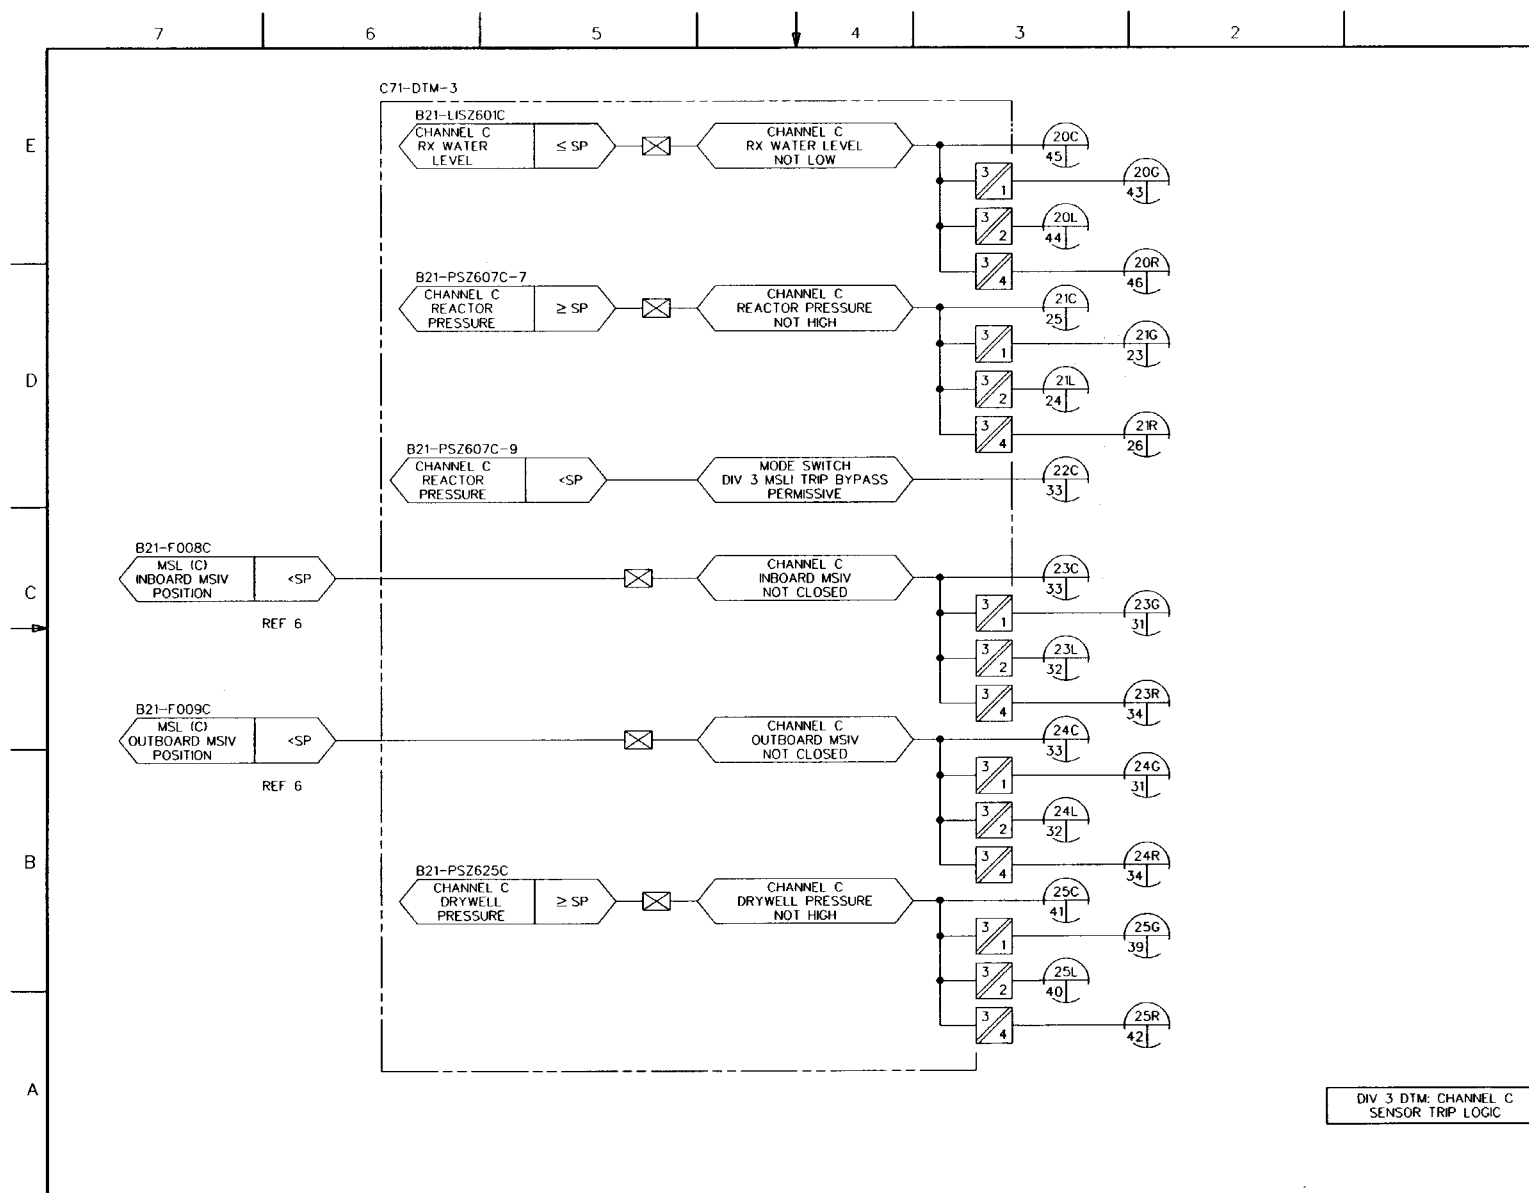 7 6 5 4 3 2
C71-DTM-3
E
B21-LISZ601C
CHANNEL C
RX WATER
LEVEL
≤ SP
CHANNEL C
RX WATER LEVEL
NOT LOW
20C
45
3/1
20G
43
3/2
20L
44
3/4
20R
46
B21-PSZ607C-7
CHANNEL C
REACTOR
PRESSURE
≥ SP
CHANNEL C
REACTOR PRESSURE
NOT HIGH
21C
25
3/1
21G
23
D
3/2
21L
24
3/4
21R
26
B21-PSZ607C-9
CHANNEL C
REACTOR
PRESSURE
<SP
MODE SWITCH
DIV 3 MSLI TRIP BYPASS
PERMISSIVE
22C
33
B21-F008C
MSL (C)
INBOARD MSIV
POSITION
<SP
REF 6
C
CHANNEL C
INBOARD MSIV
NOT CLOSED
23C
33
3/1
23G
31
3/2
23L
32
3/4
23R
34
B21-F009C
MSL (C)
OUTBOARD MSIV
POSITION
<SP
REF 6
CHANNEL C
OUTBOARD MSIV
NOT CLOSED
24C
33
3/1
24G
31
3/2
24L
32
B
3/4
24R
34
B21-PSZ625C
CHANNEL C
DRYWELL
PRESSURE
≥ SP
CHANNEL C
DRYWELL PRESSURE
NOT HIGH
25C
41
3/1
25G
39
3/2
25L
40
3/4
25R
42
A
DIV 3 DTM: CHANNEL C
SENSOR TRIP LOGIC